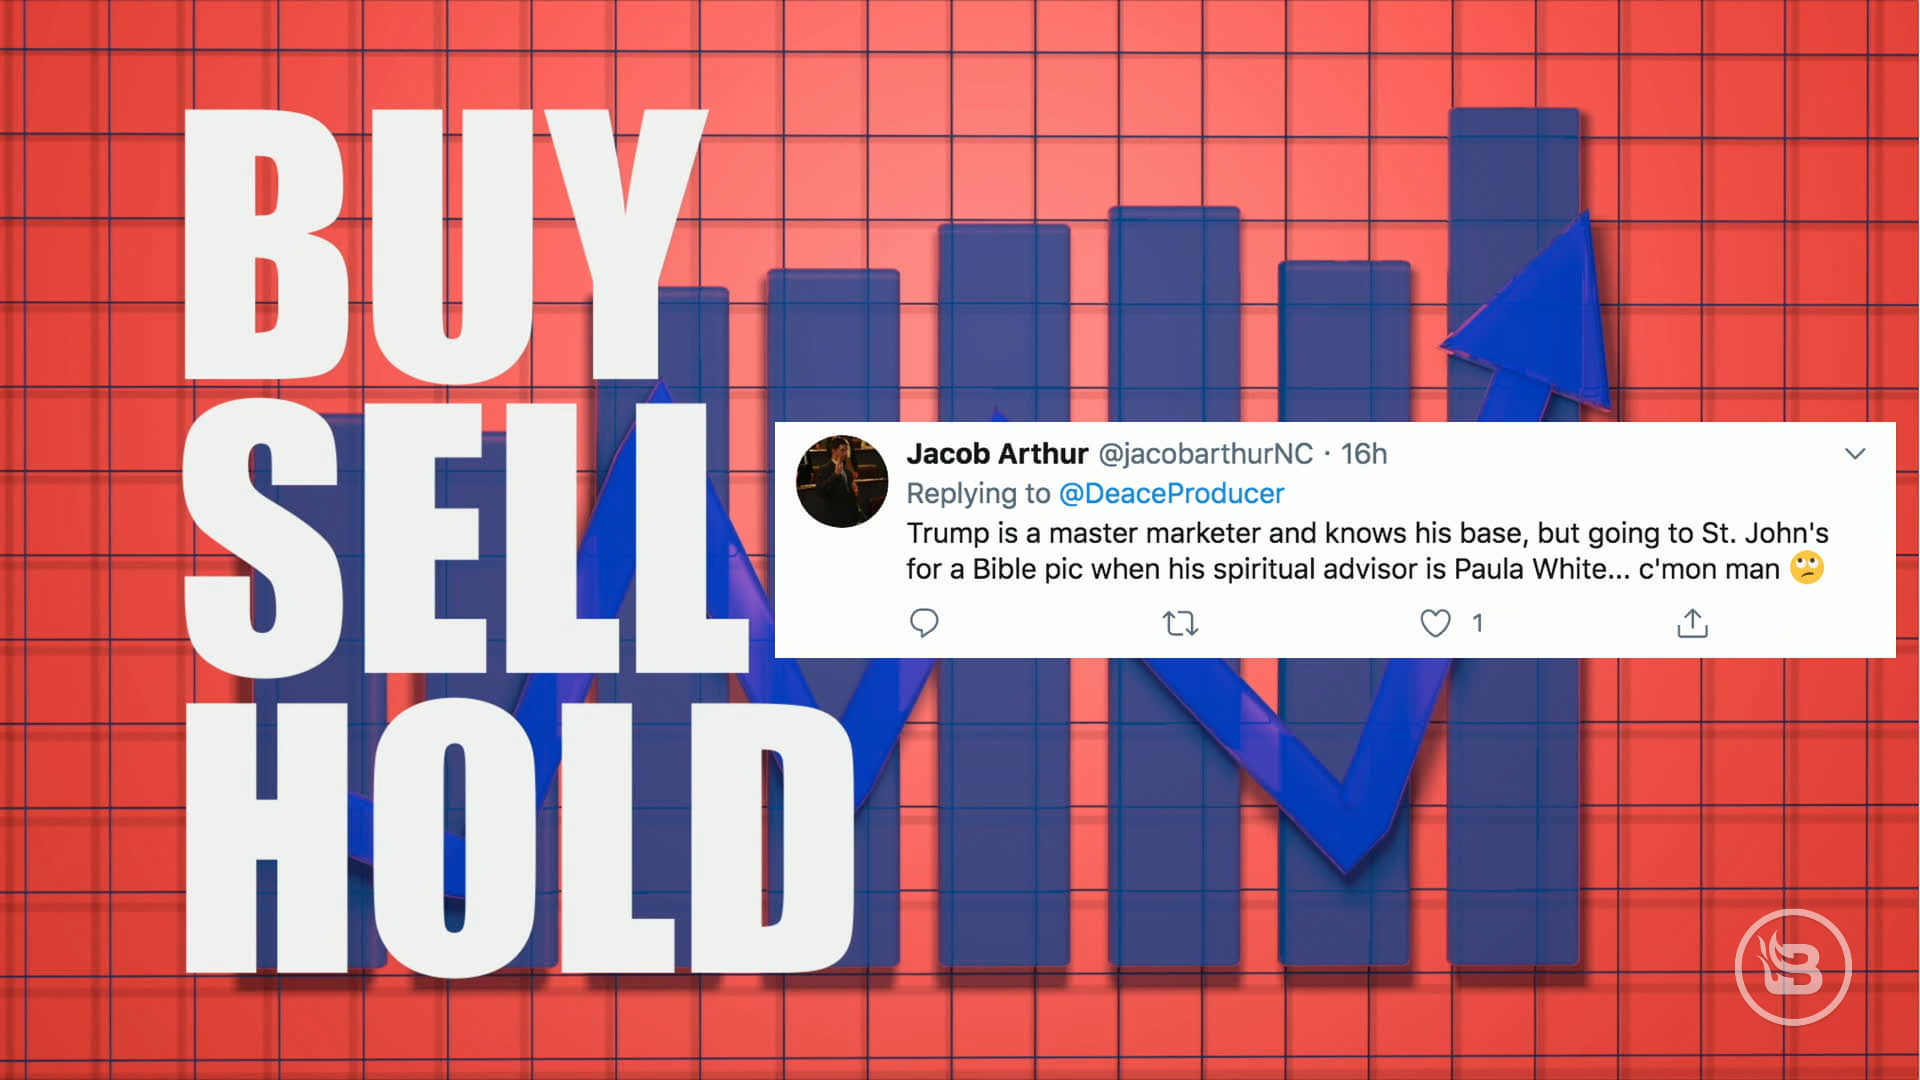 BUY
SELL
HOLD
Jacob Arthur @jacobarthurNC · 16h
Replying to @DeaceProducer
Trump is a master marketer and knows his base, but going to St. John's
for a Bible pic when his spiritual advisor is Paula White... c'mon man 🙄
1
B